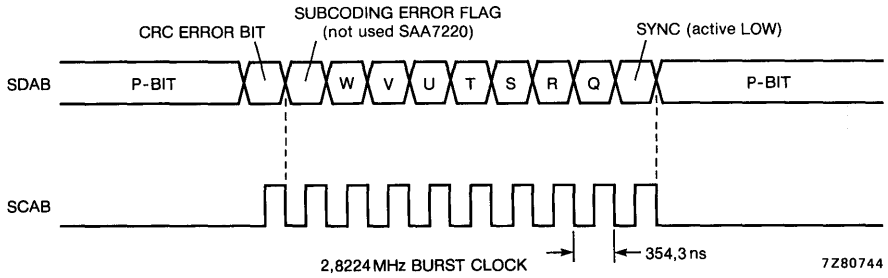 SUBCODING ERROR FLAG
(not used SAA7220)
CRC ERROR BIT
SYNC (active LOW)
SDAB
P-BIT
W V U T S R Q
P-BIT
SCAB
2,8224 MHz BURST CLOCK
354,3 ns
7Z80744